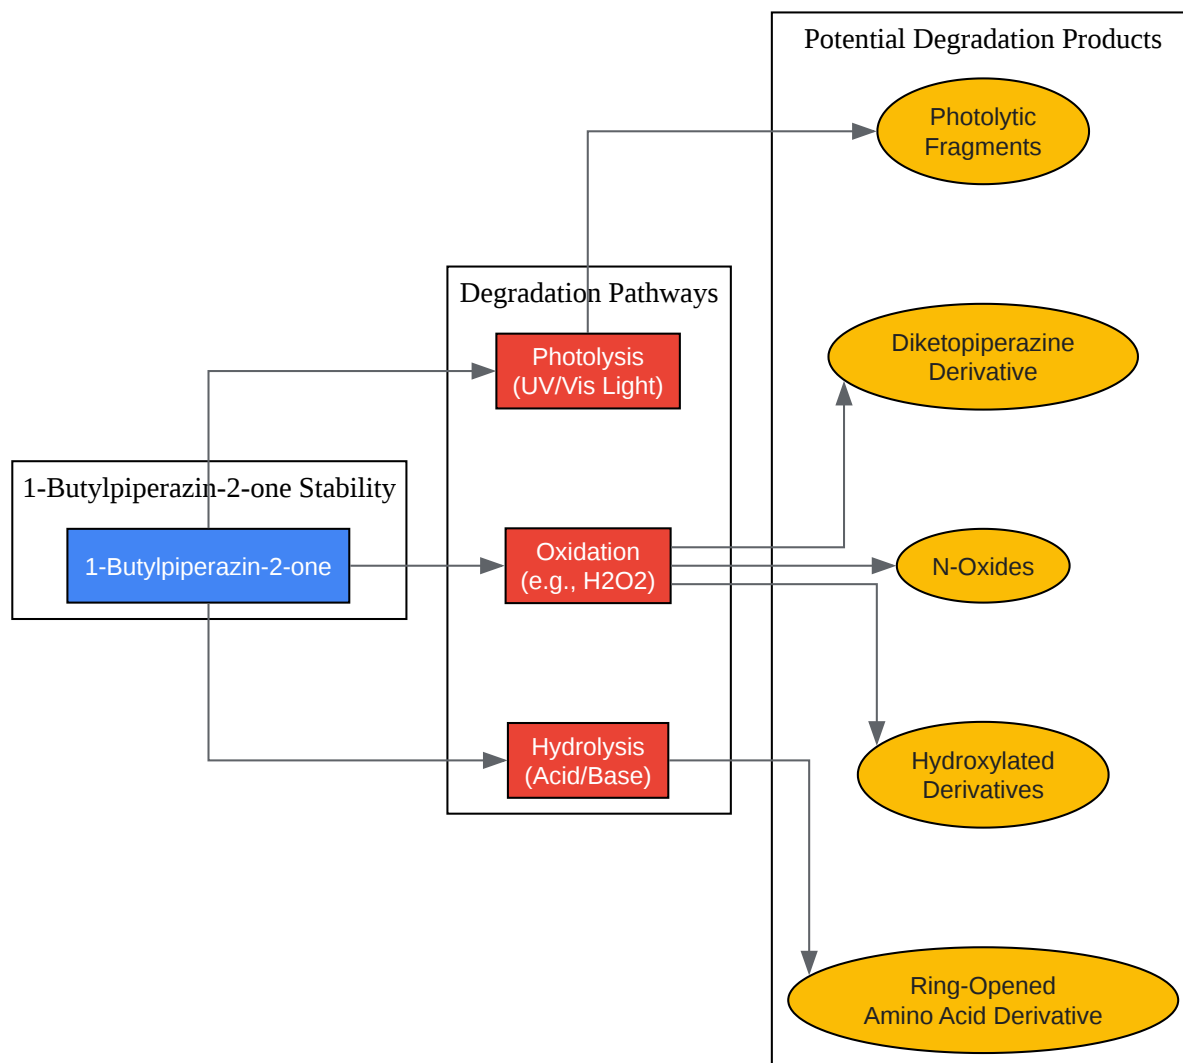 Potential Degradation Products
Photolytic
Fragments
Degradation Pathways
Photolysis
(UV/Vis Light)
Diketopiperazine
Derivative
1-Butylpiperazin-2-one Stability
1-Butylpiperazin-2-one
Oxidation
(e.g., H2O2)
N-Oxides
Hydrolysis
(Acid/Base)
Hydroxylated
Derivatives
Ring-Opened
Amino Acid Derivative